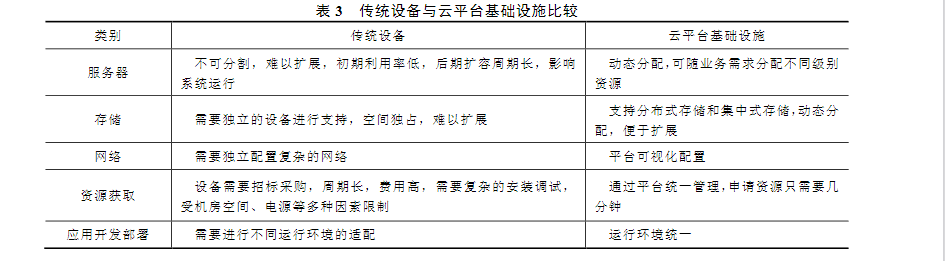 表 3 传统设备与云平台基础设施比较
类别 传统设备 云平台基础设施
服务器 不可分割，难以扩展，初期利用率低，后期扩容周期长，影响系统运行 动态分配,可随业务需求分配不同级别资源
存储 需要独立的设备进行支持，空间独占，难以扩展 支持分布式存储和集中式存储,动态分配，便于扩展
网络 需要独立配置复杂的网络 平台可视化配置
资源获取 设备需要招标采购，周期长，费用高，需要复杂的安装调试，受机房空间、电源等多种因素限制 通过平台统一管理,申请资源只需要几分钟
应用开发部署 需要进行不同运行环境的适配 运行环境统一